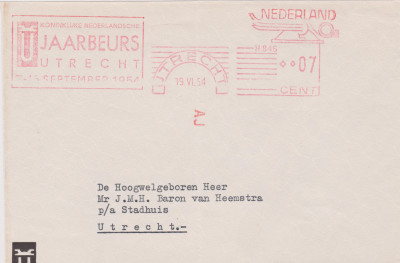 KONINKLIJKE NEDERLANDSCHE
JAARBEURS
UTRECHT
SEPTEMBER 1954
UTRECHT
19.VI.54
NEDERLAND
07
CENT
De Hoogwelgeboren Heer
Mr J.M.H. Baron van Heemstra
p/a Stadhuis
Utrecht.-